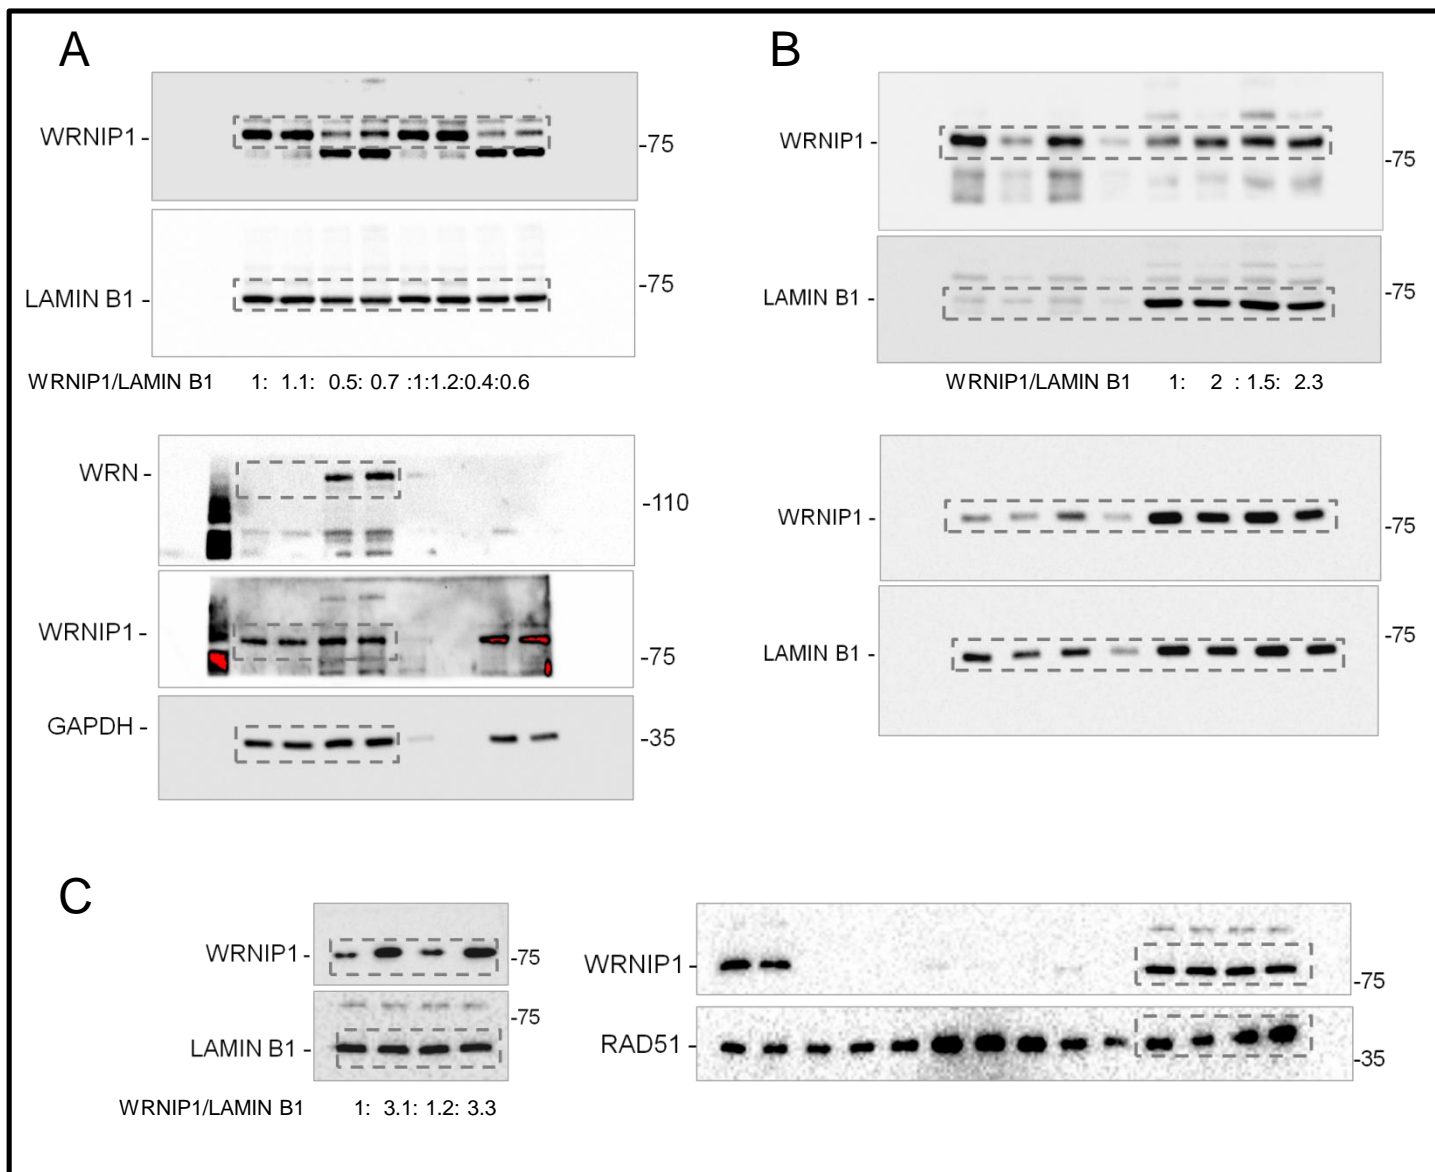 A
WRNIP1 -
-75
LAMIN B1 -
-75
WRNIP1/LAMIN B1 1: 1.1: 0.5: 0.7 :1:1.2:0.4:0.6
WRN -
-110
WRNIP1 -
-75
GAPDH -
-35
B
WRNIP1 -
-75
LAMIN B1 -
-75
WRNIP1/LAMIN B1 1: 2 : 1.5: 2.3
WRNIP1 -
-75
LAMIN B1 -
-75
C
WRNIP1 -
-75
LAMIN B1 -
-75
WRNIP1/LAMIN B1 1: 3.1: 1.2: 3.3
WRNIP1 -
-75
RAD51 -
-35